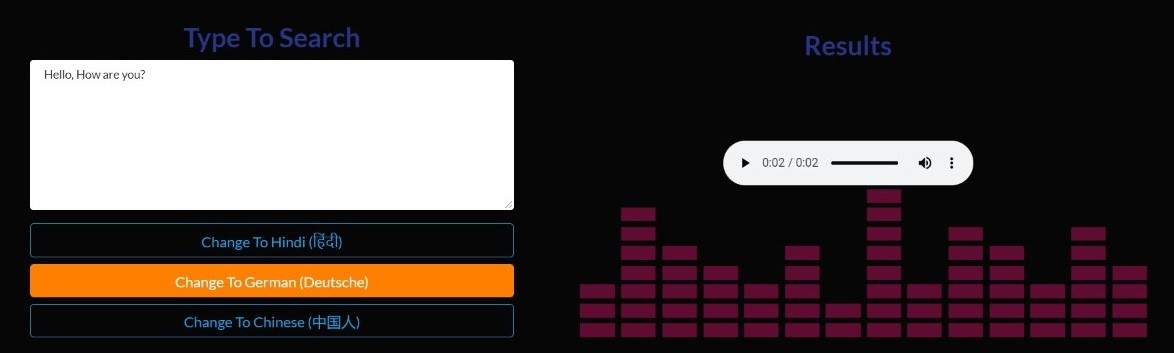 Type To Search
Hello, How are you?
Change To Hindi (हिंदी)
Change To German (Deutsche)
Change To Chinese (中国人)
Results
0:02 / 0:02